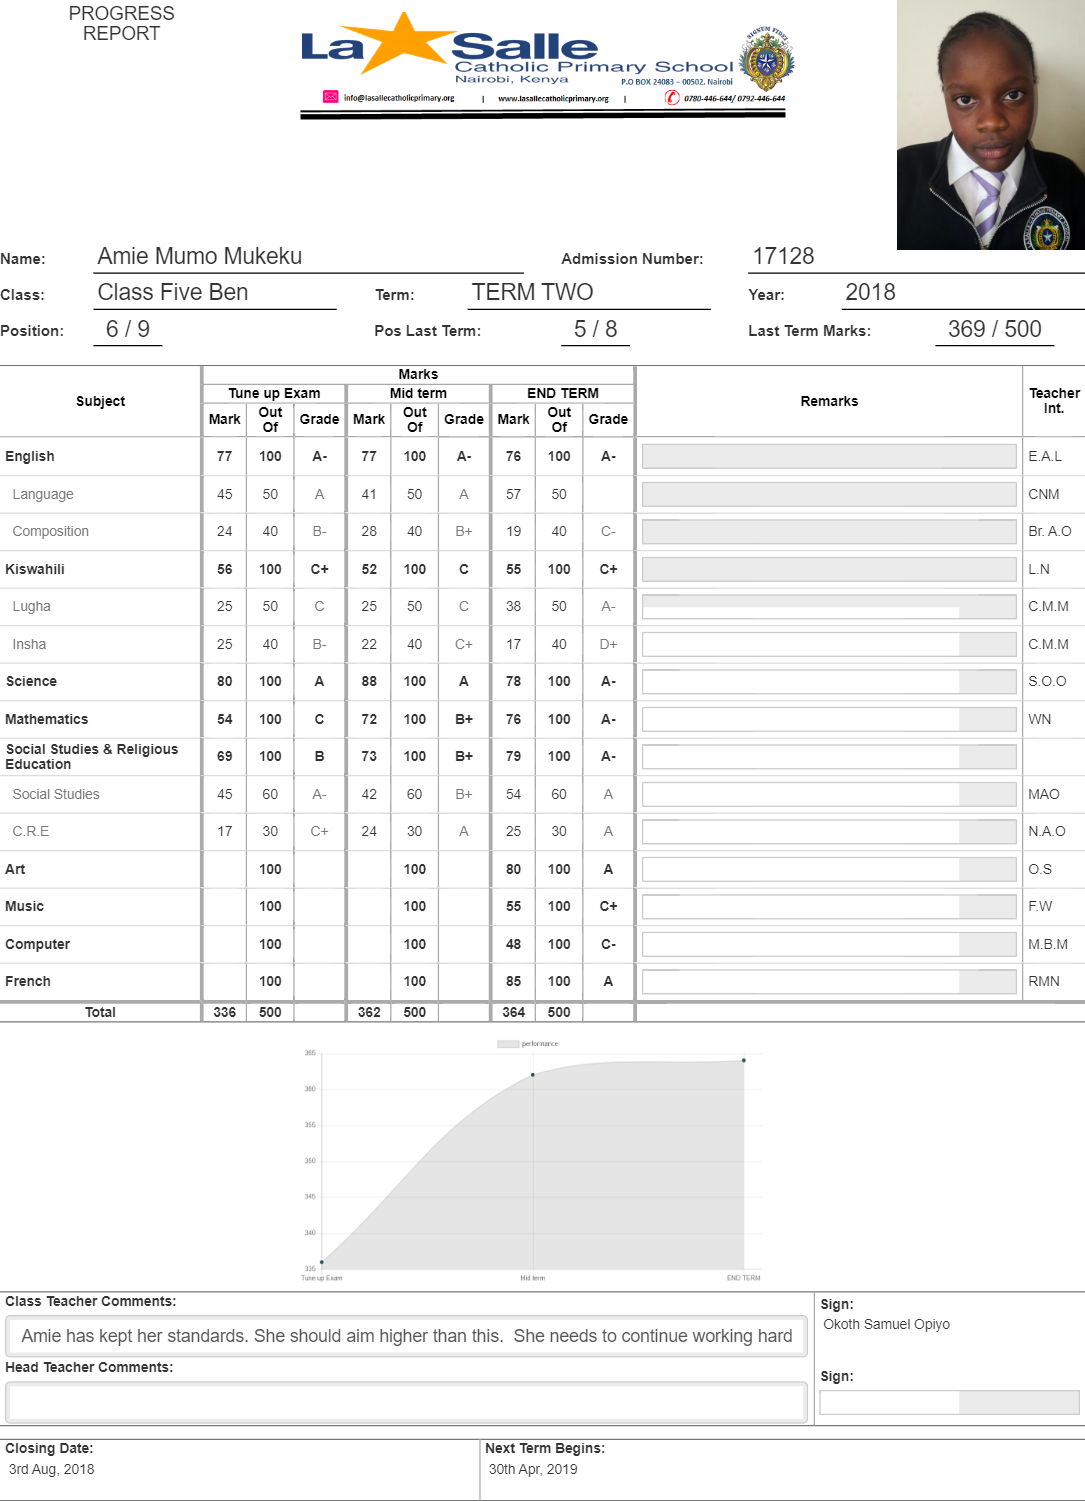 PROGRESS
REPORT
La Salle
Catholic Primary School
Nairobi, Kenya
P.O BOX 24083 – 00502. Nairobi
info@lasallecatholicprimary.org | www.lasallecatholicprimary.org | 0780-446-644/ 0792-446-644
SIGNUM FIDEI
Name: Amie Mumo Mukeku Admission Number: 17128
Class: Class Five Ben Term: TERM TWO Year: 2018
Position: 6 / 9 Pos Last Term: 5 / 8 Last Term Marks: 369 / 500
Subject Marks Remarks Teacher Int.
Tune up Exam Mid term END TERM
Mark Out Of Grade Mark Out Of Grade Mark Out Of Grade
English 77 100 A- 77 100 A- 76 100 A- E.A.L
Language 45 50 A 41 50 A 57 50 CNM
Composition 24 40 B- 28 40 B+ 19 40 C- Br. A.O
Kiswahili 56 100 C+ 52 100 C 55 100 C+ L.N
Lugha 25 50 C 25 50 C 38 50 A- C.M.M
Insha 25 40 B- 22 40 C+ 17 40 D+ C.M.M
Science 80 100 A 88 100 A 78 100 A- S.O.O
Mathematics 54 100 C 72 100 B+ 76 100 A- WN
Social Studies & Religious Education 69 100 B 73 100 B+ 79 100 A-
Social Studies 45 60 A- 42 60 B+ 54 60 A MAO
C.R.E 17 30 C+ 24 30 A 25 30 A N.A.O
Art 100 100 80 100 A O.S
Music 100 100 55 100 C+ F.W
Computer 100 100 48 100 C- M.B.M
French 100 100 85 100 A RMN
Total 336 500 362 500 364 500
performance
365
360
355
350
345
340
335
Tune up Exam Mid term END TERM
Class Teacher Comments: Sign:
Amie has kept her standards. She should aim higher than this. She needs to continue working hard Okoth Samuel Opiyo
Head Teacher Comments: Sign:
Closing Date: Next Term Begins:
3rd Aug, 2018 30th Apr, 2019